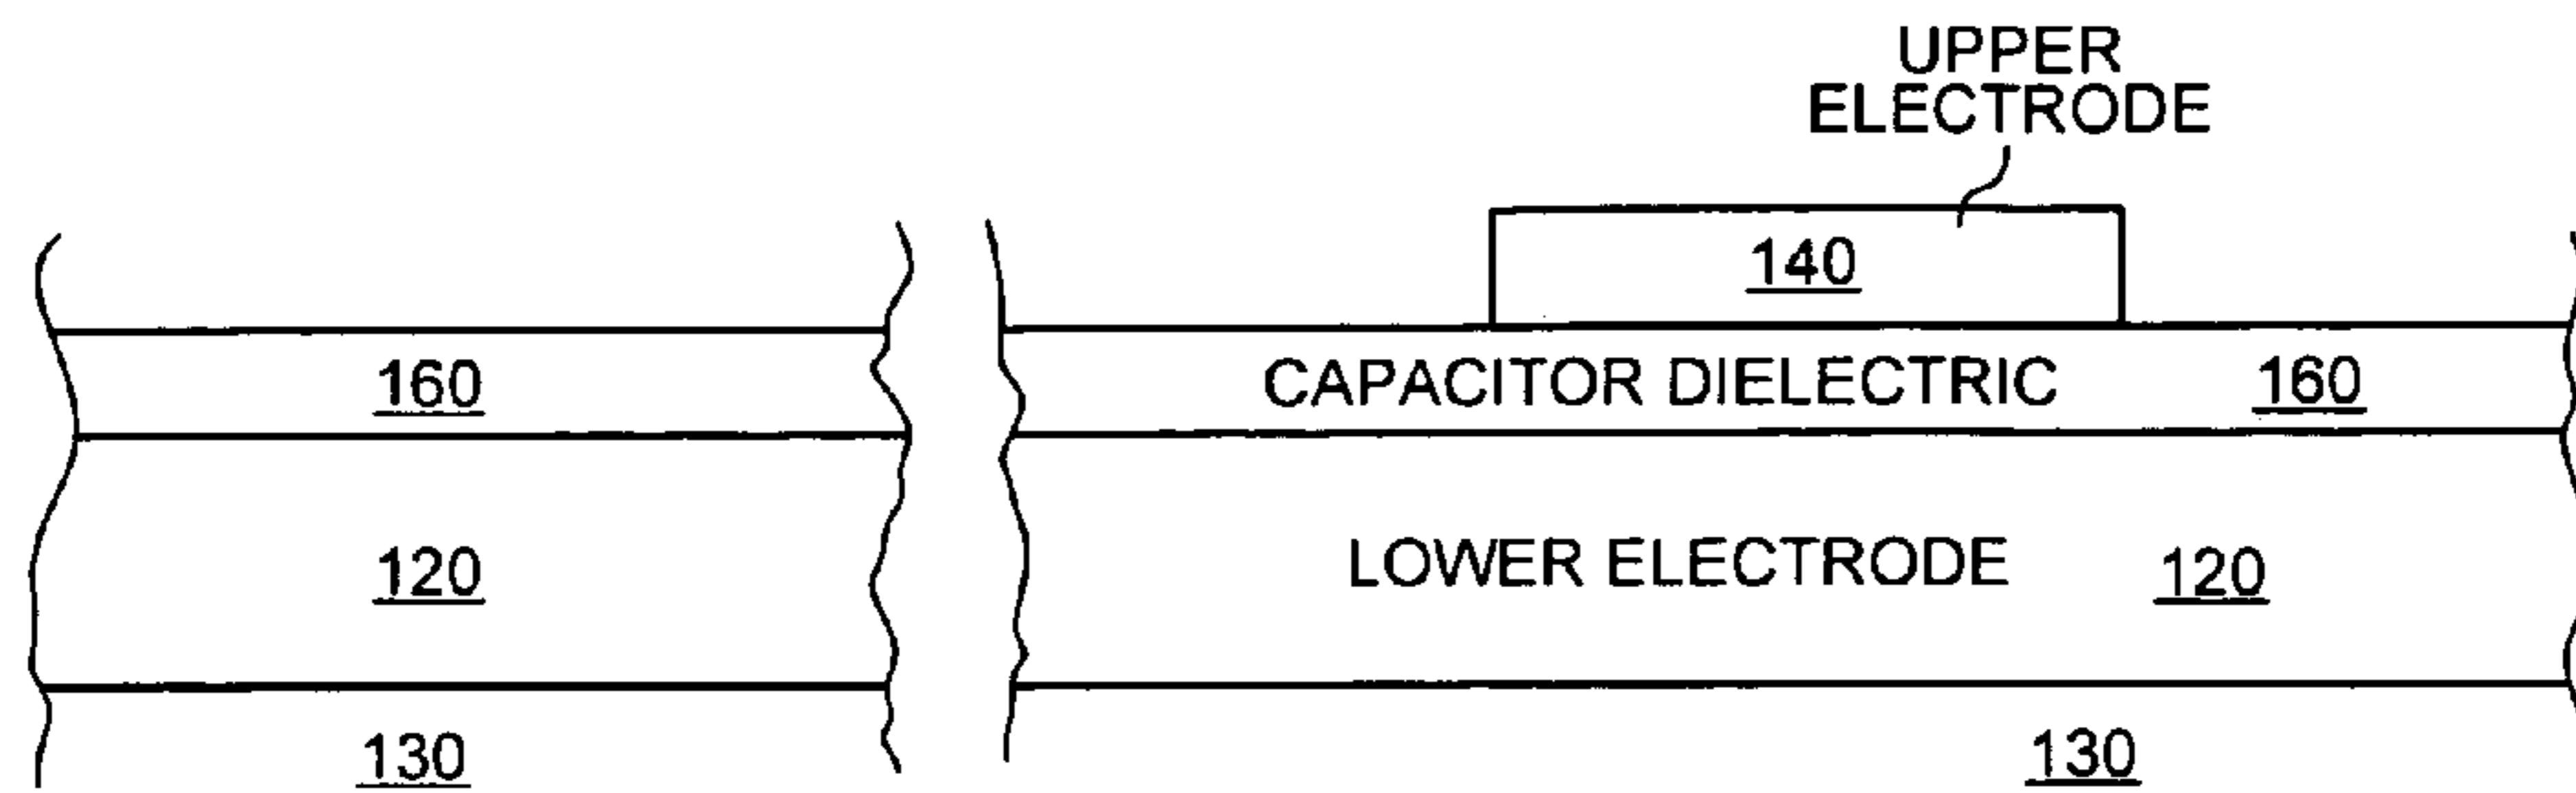 UPPER
ELECTRODE
140
160
CAPACITOR DIELECTRIC 160
120
LOWER ELECTRODE 120
130
130